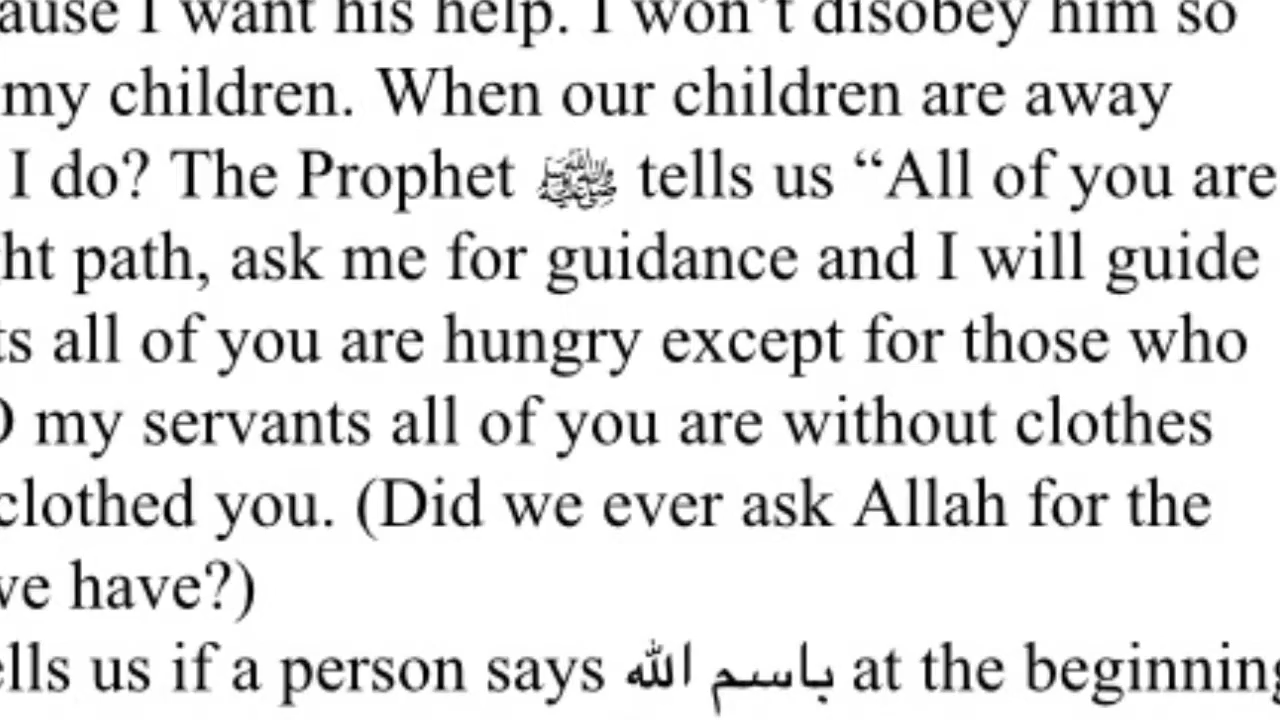 ause I want his help. I won't disobey him so
my children. When our children are away
I do? The Prophet ﷺ tells us “All of you are
ht path, ask me for guidance and I will guide
ts all of you are hungry except for those who
O my servants all of you are without clothes
clothed you. (Did we ever ask Allah for the
ve have?)
ells us if a person says باسم الله at the beginning